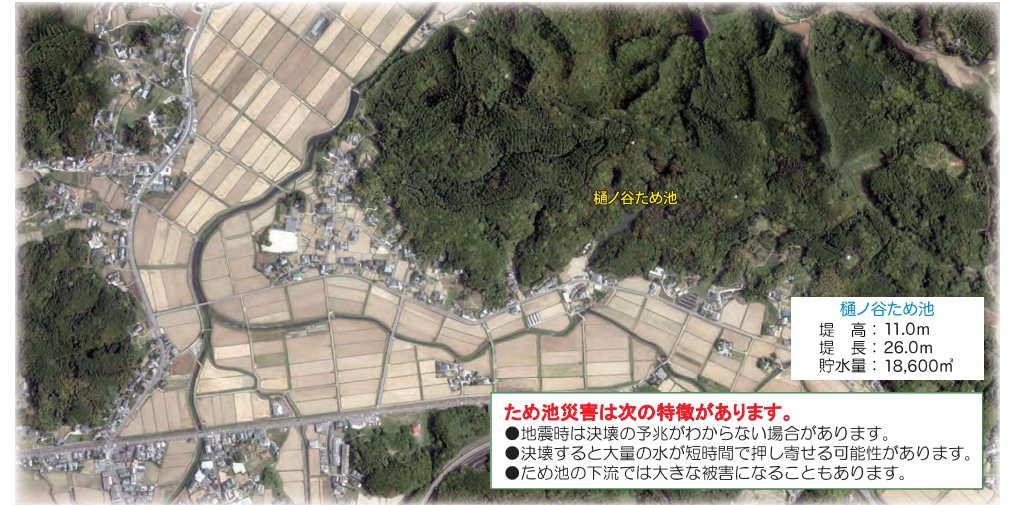 樋ノ谷ため池
樋ノ谷ため池
堤　高：11.0m
堤　長：26.0m
貯水量：18,600㎥
ため池災害は次の特徴があります。
●地震時は決壊の予兆がわからない場合があります。
●決壊すると大量の水が短時間で押し寄せる可能性があります。
●ため池の下流では大きな被害になることもあります。